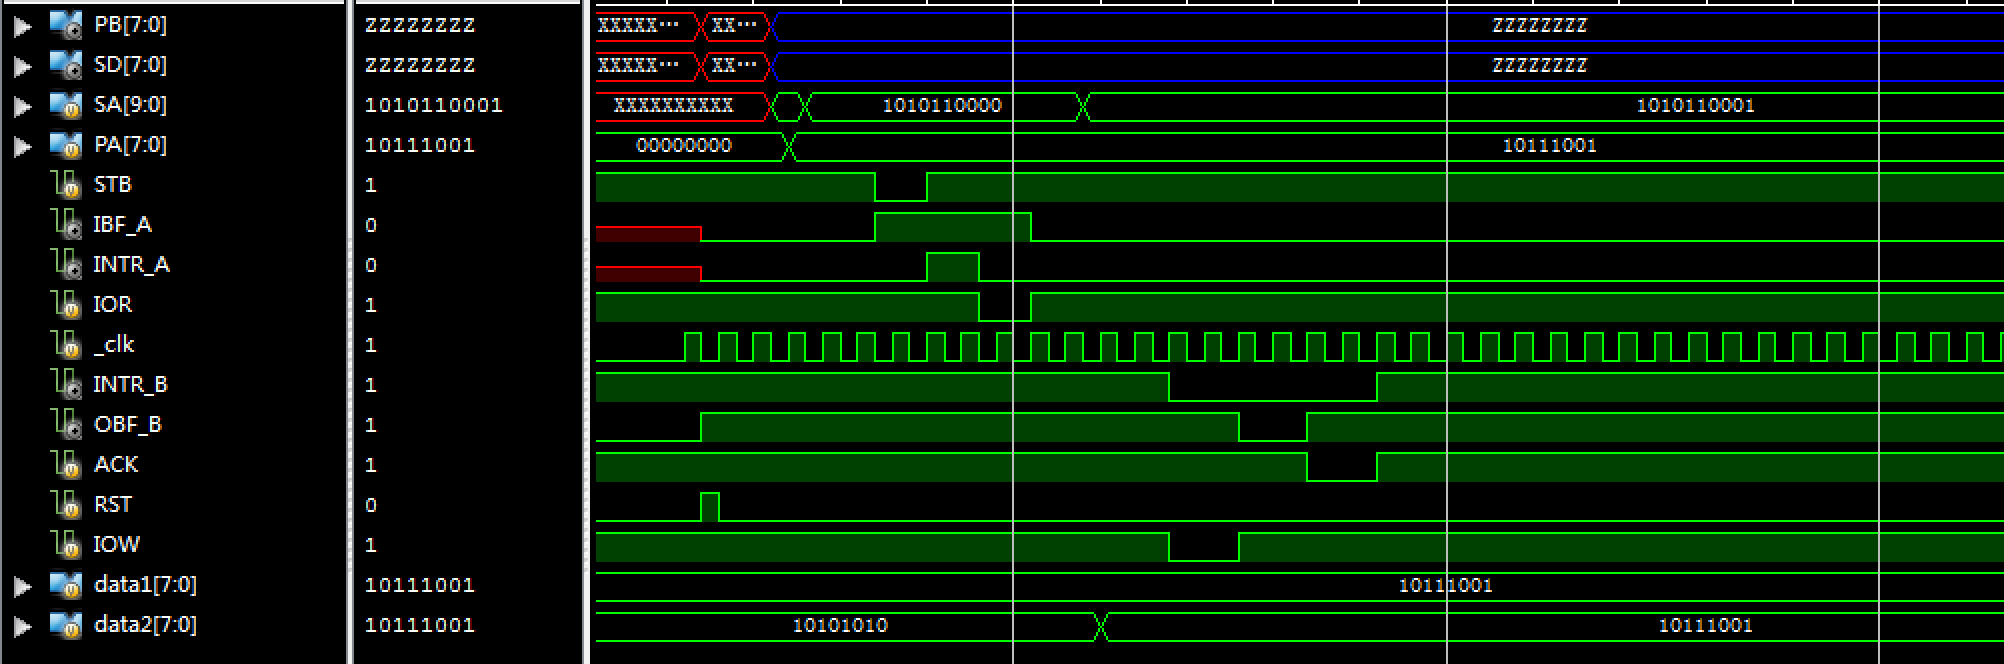 PB[7:0] ZZZZZZZZ XXXXX... XX... ZZZZZZZZ
SD[7:0] ZZZZZZZZ XXXXX... XX... ZZZZZZZZ
SA[9:0] 1010110001 XXXXXXXXXX 1010110000 1010110001
PA[7:0] 10111001 00000000 10111001
STB 1
IBF_A 0
INTR_A 0
IOR 1
_clk 1
INTR_B 1
OBF_B 1
ACK 1
RST 0
IOW 1
data1[7:0] 10111001 10111001
data2[7:0] 10111001 10101010 10111001